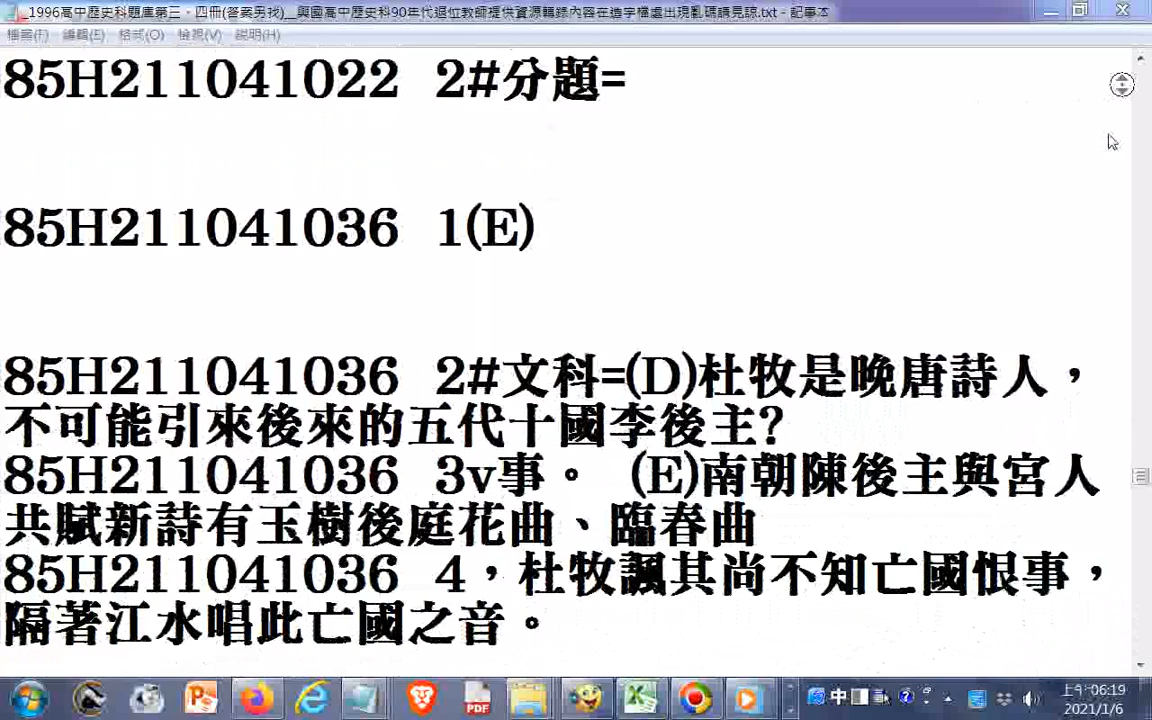 _1996高中歷史科題庫第三、四冊(答案另找)__興國高中歷史科90年代退位教師提供資源轉錄內容在造字檔處出現亂碼請見諒.txt - 記事本
檔案(F) 編輯(E) 格式(O) 檢視(V) 說明(H)
85H211041022 2#分題=
85H211041036 1(E)
85H211041036 2#文科=(D)杜牧是晚唐詩人，
不可能引來後來的五代十國李後主?
85H211041036 3v事。 (E)南朝陳後主與宮人
共賦新詩有玉樹後庭花曲、臨春曲
85H211041036 4，杜牧諷其尚不知亡國恨事，
隔著江水唱此亡國之音。
PDF
中
上午 06:19
2021/1/6